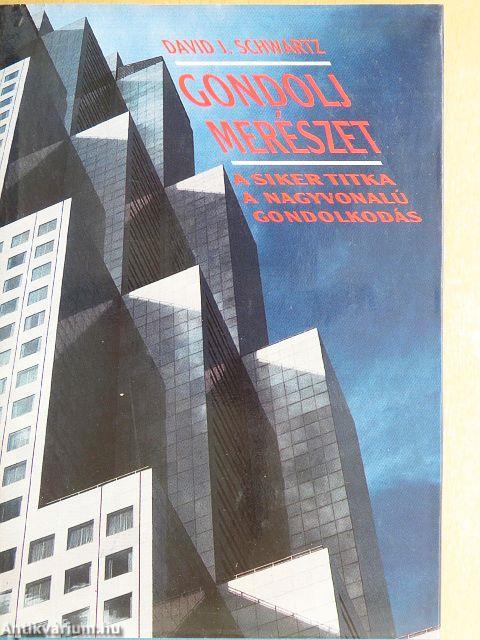 DAVID J. SCHWARTZ
GONDOLJ
MERÉSZET
A SIKER TITKA
A NAGYVONALÚ
GONDOLKODÁS
Antikvarium.hu